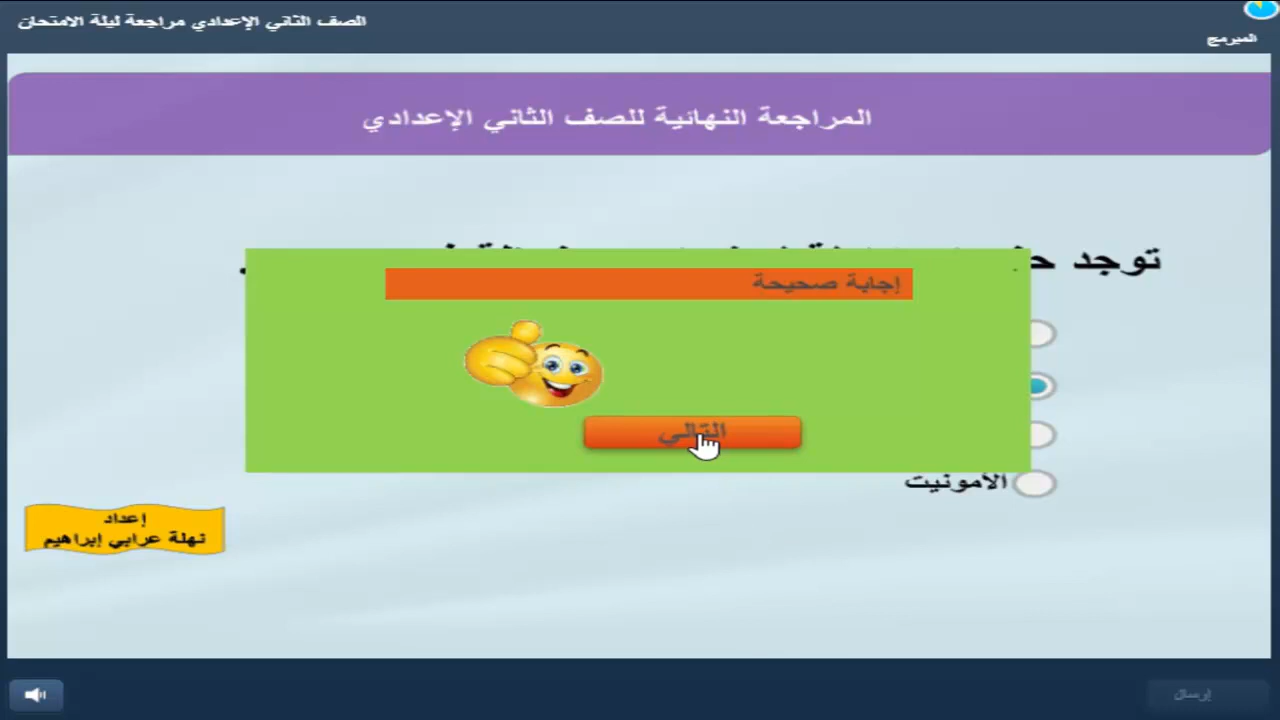 الصف الثاني الإعدادي مراجعة ليلة الامتحان
المبرمج
المراجعة النهائية للصف الثاني الإعدادي
توجد
إجابة صحيحة
التالي
الأمونيت
إعداد
نهلة عرابي إبراهيم
إرسال